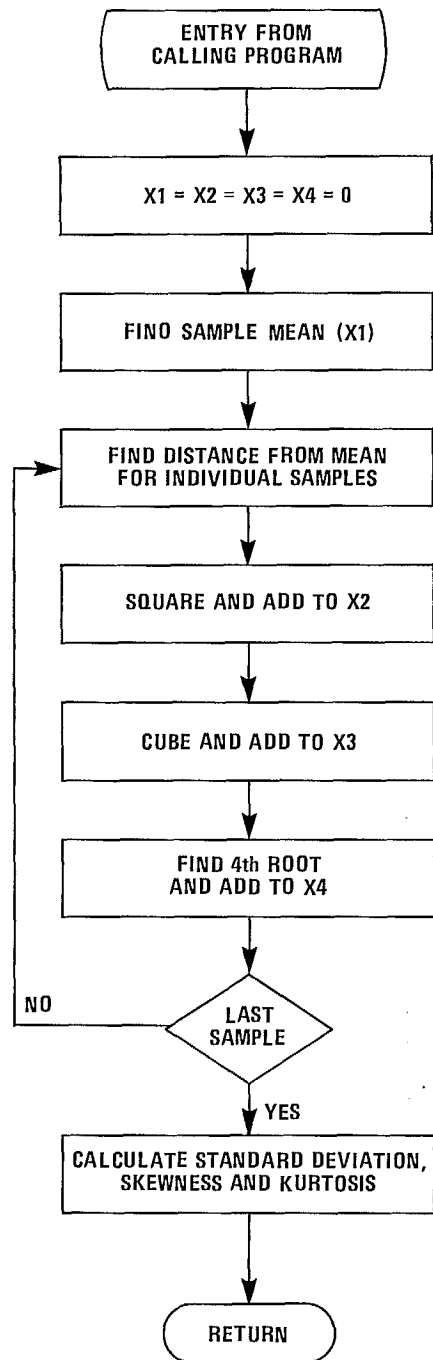 ENTRY FROM
CALLING PROGRAM
X1 = X2 = X3 = X4 = 0
FINO SAMPLE MEAN (X1)
FIND DISTANCE FROM MEAN
FOR INDIVIDUAL SAMPLES
SQUARE AND ADD TO X2
CUBE AND ADD TO X3
FIND 4th ROOT
AND ADD TO X4
NO
LAST
SAMPLE
YES
CALCULATE STANDARD DEVIATION,
SKEWNESS AND KURTOSIS
RETURN